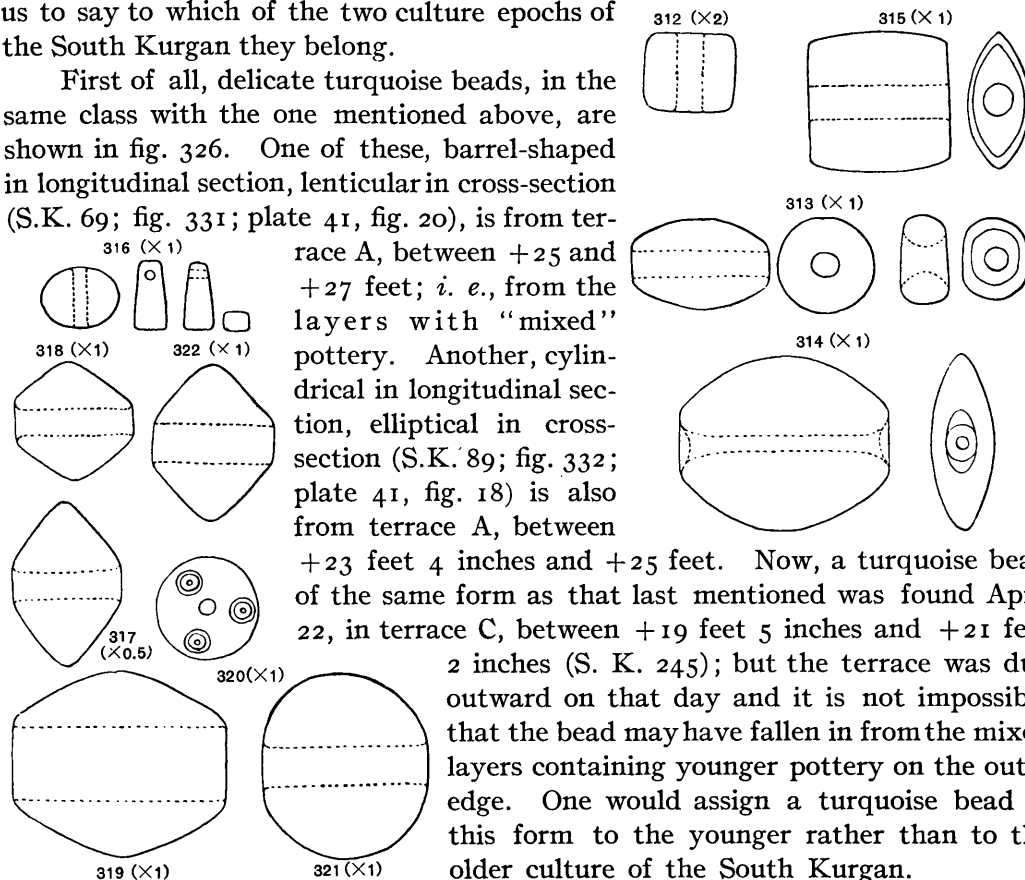 us to say to which of the two culture epochs of
the South Kurgan they belong.
First of all, delicate turquoise beads, in the
same class with the one mentioned above, are
shown in fig. 326. One of these, barrel-shaped
in longitudinal section, lenticular in cross-section
(S.K. 69; fig. 331; plate 41, fig. 20), is from ter-
race A, between +25 and
+27 feet; i. e., from the
layers with “mixed”
pottery. Another, cylin-
drical in longitudinal sec-
tion, elliptical in cross-
section (S.K. 89; fig. 332;
plate 41, fig. 18) is also
from terrace A, between
+23 feet 4 inches and +25 feet. Now, a turquoise bea
of the same form as that last mentioned was found Apr
22, in terrace C, between +19 feet 5 inches and +21 fe
2 inches (S. K. 245); but the terrace was du
outward on that day and it is not impossib
that the bead may have fallen in from the mixe
layers containing younger pottery on the out
edge. One would assign a turquoise bead
this form to the younger rather than to th
older culture of the South Kurgan.
312 (×2)
315 (×1)
313 (×1)
314 (×1)
316 (×1)
318 (×1)
322 (×1)
317
(×0.5)
320 (×1)
319 (×1)
321 (×1)